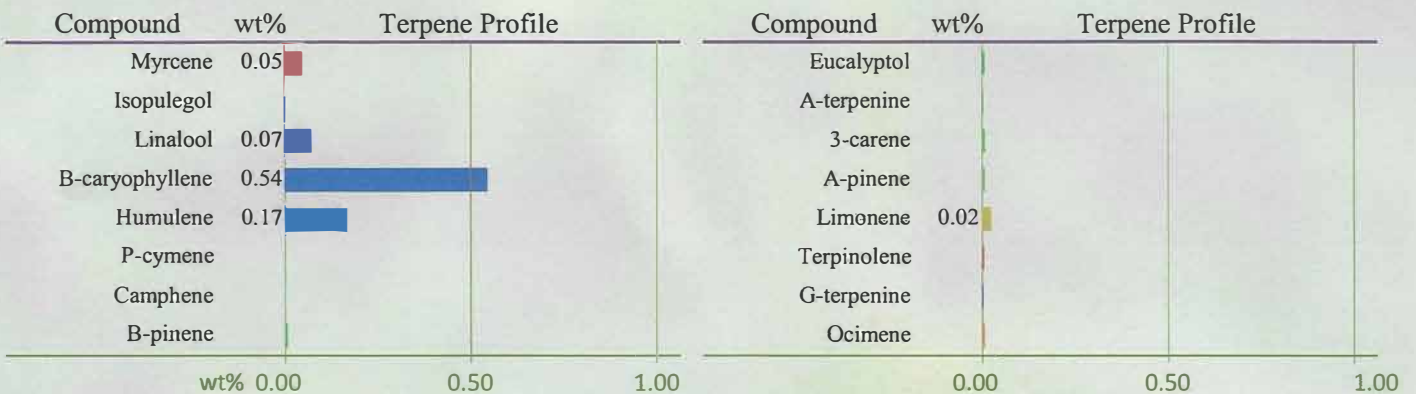 Compound wt% Terpene Profile
Myrcene 0.05
Isopulegol
Linalool 0.07
B-caryophyllene 0.54
Humulene 0.17
P-cymene
Camphene
B-pinene
wt% 0.00 0.50 1.00
Compound wt% Terpene Profile
Eucalyptol
A-terpenine
3-carene
A-pinene
Limonene 0.02
Terpinolene
G-terpenine
Ocimene
0.00 0.50 1.00